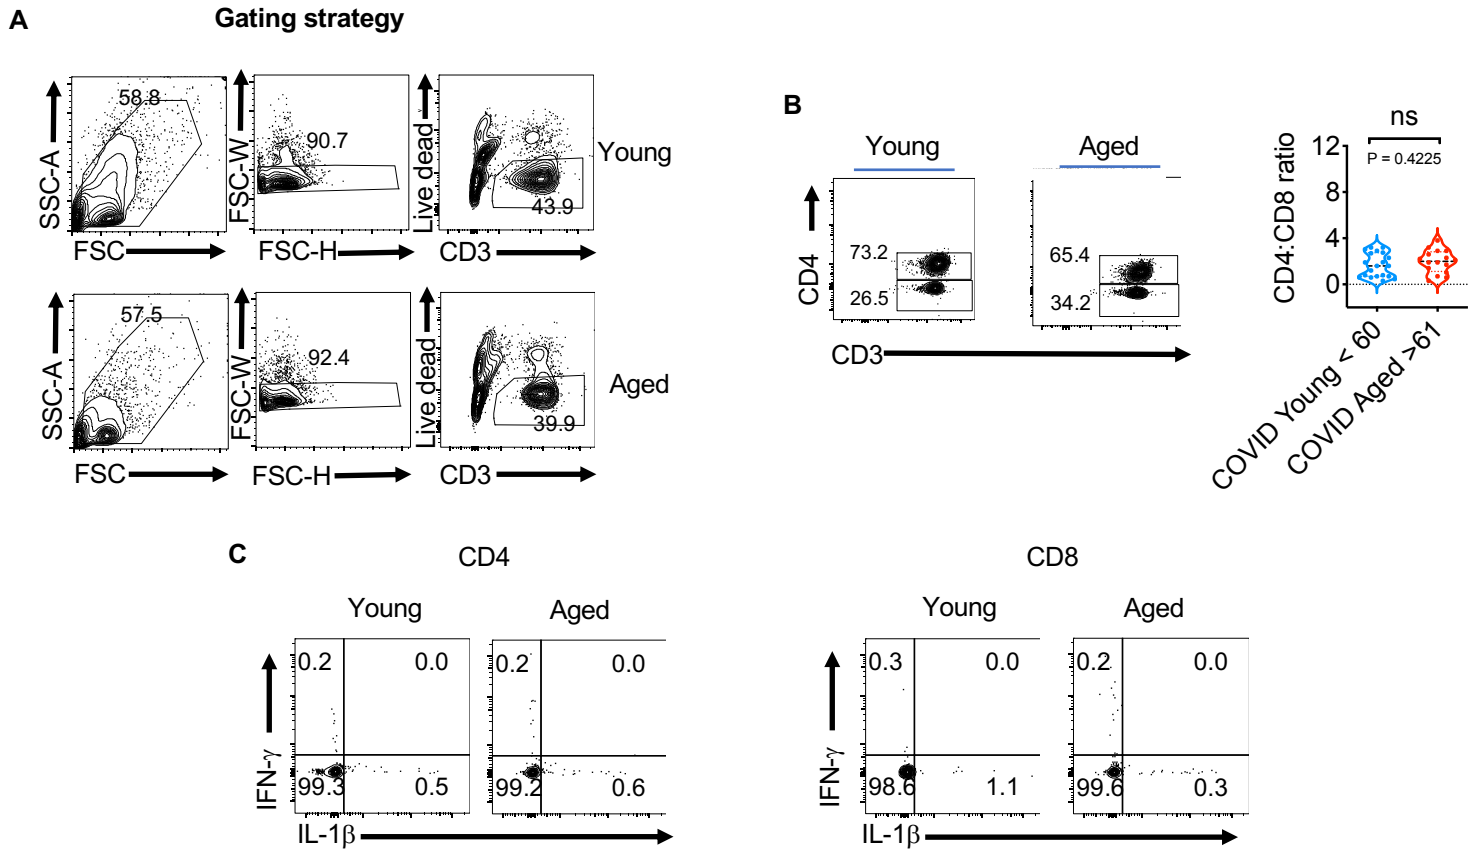 A
Gating strategy
58.8
SSC-A
FSC
90.7
FSC-W
FSC-H
Live dead
43.9
CD3
Young
57.5
SSC-A
FSC
92.4
FSC-W
FSC-H
Live dead
39.9
CD3
Aged
B
Young
Aged
CD4
73.2
26.5
65.4
34.2
CD3
ns
P = 0.4225
CD4:CD8 ratio
12
8
4
0
COVID Young < 60
COVID Aged >61
C
CD4
CD8
Young
Aged
Young
Aged
IFN-γ
0.2
0.0
99.3
0.5
0.2
0.0
99.2
0.6
IL-1β
IFN-γ
0.3
0.0
98.6
1.1
0.2
0.0
99.6
0.3
IL-1β